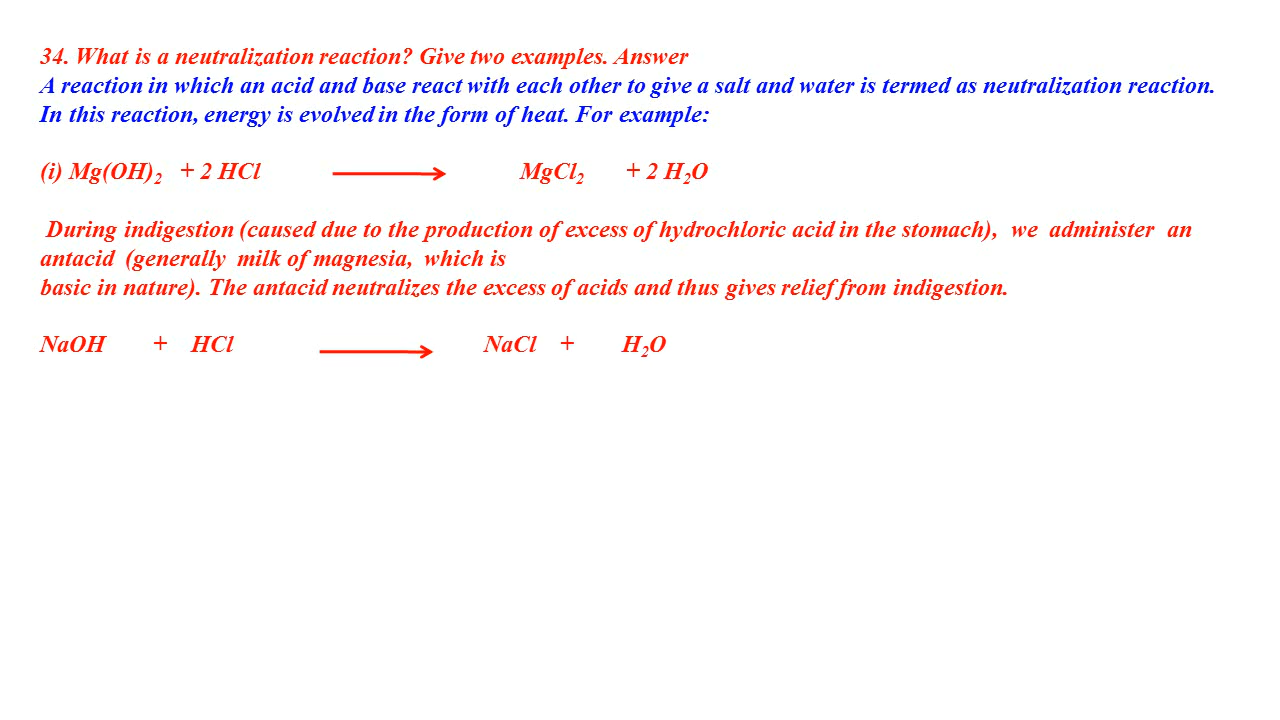 34. What is a neutralization reaction? Give two examples. Answer
A reaction in which an acid and base react with each other to give a salt and water is termed as neutralization reaction.
In this reaction, energy is evolved in the form of heat. For example:
(i) Mg(OH)₂ + 2 HCl ⟶ MgCl₂ + 2 H₂O
During indigestion (caused due to the production of excess of hydrochloric acid in the stomach), we administer an
antacid (generally milk of magnesia, which is
basic in nature). The antacid neutralizes the excess of acids and thus gives relief from indigestion.
NaOH + HCl ⟶ NaCl + H₂O